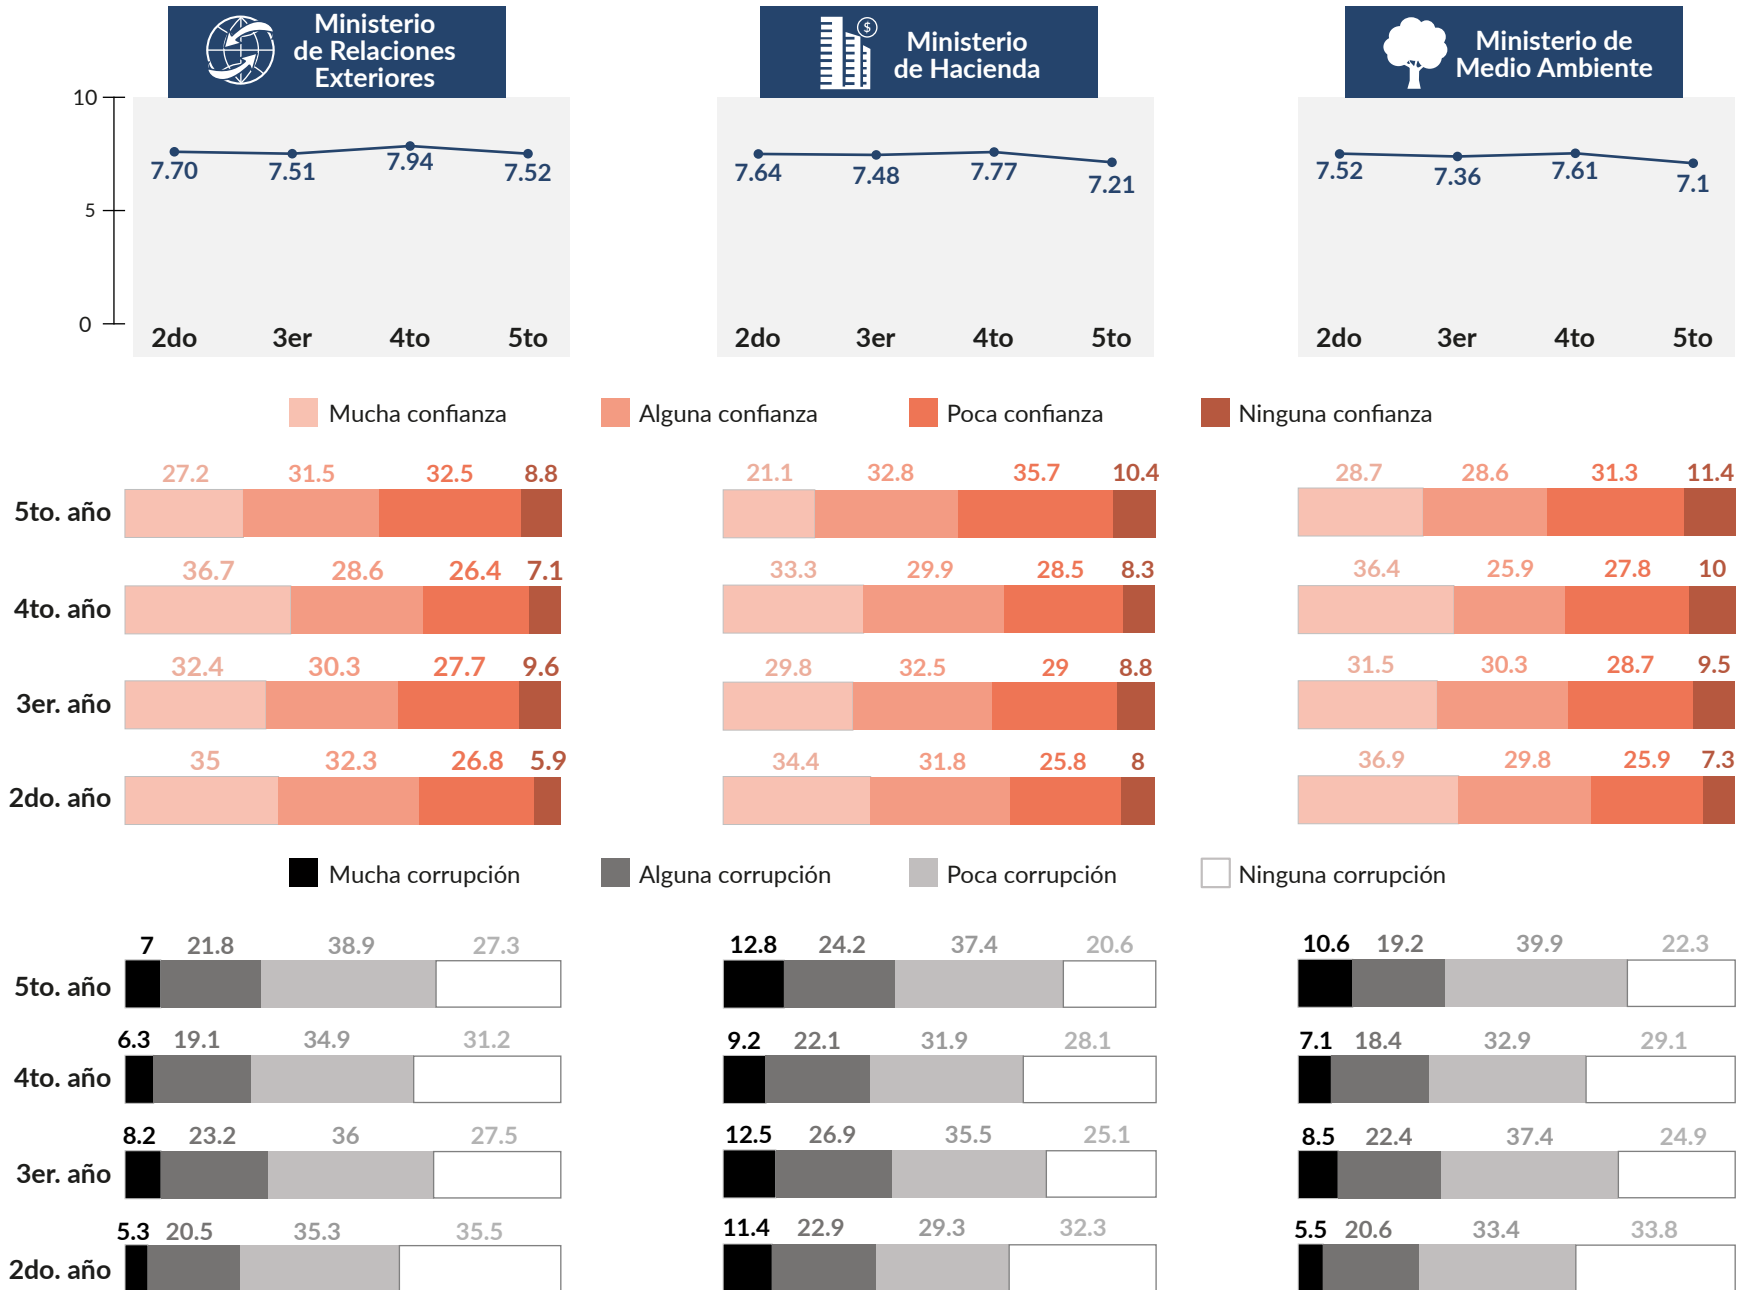 Ministerio
de Relaciones
Exteriores
$
Ministerio
de Hacienda
Ministerio de
Medio Ambiente
10
5
0
7.70 7.51 7.94 7.52
7.64 7.48 7.77 7.21
7.52 7.36 7.61 7.1
2do 3er 4to 5to
2do 3er 4to 5to
2do 3er 4to 5to
Mucha confianza Alguna confianza Poca confianza Ninguna confianza
27.2 31.5 32.5 8.8 21.1 32.8 35.7 10.4 28.7 28.6 31.3 11.4
5to. año
36.7 28.6 26.4 7.1 33.3 29.9 28.5 8.3 36.4 25.9 27.8 10
4to. año
32.4 30.3 27.7 9.6 29.8 32.5 29 8.8 31.5 30.3 28.7 9.5
3er. año
35 32.3 26.8 5.9 34.4 31.8 25.8 8 36.9 29.8 25.9 7.3
2do. año
Mucha corrupción Alguna corrupción Poca corrupción Ninguna corrupción
7 21.8 38.9 27.3 12.8 24.2 37.4 20.6 10.6 19.2 39.9 22.3
5to. año
6.3 19.1 34.9 31.2 9.2 22.1 31.9 28.1 7.1 18.4 32.9 29.1
4to. año
8.2 23.2 36 27.5 12.5 26.9 35.5 25.1 8.5 22.4 37.4 24.9
3er. año
5.3 20.5 35.3 35.5 11.4 22.9 29.3 32.3 5.5 20.6 33.4 33.8
2do. año